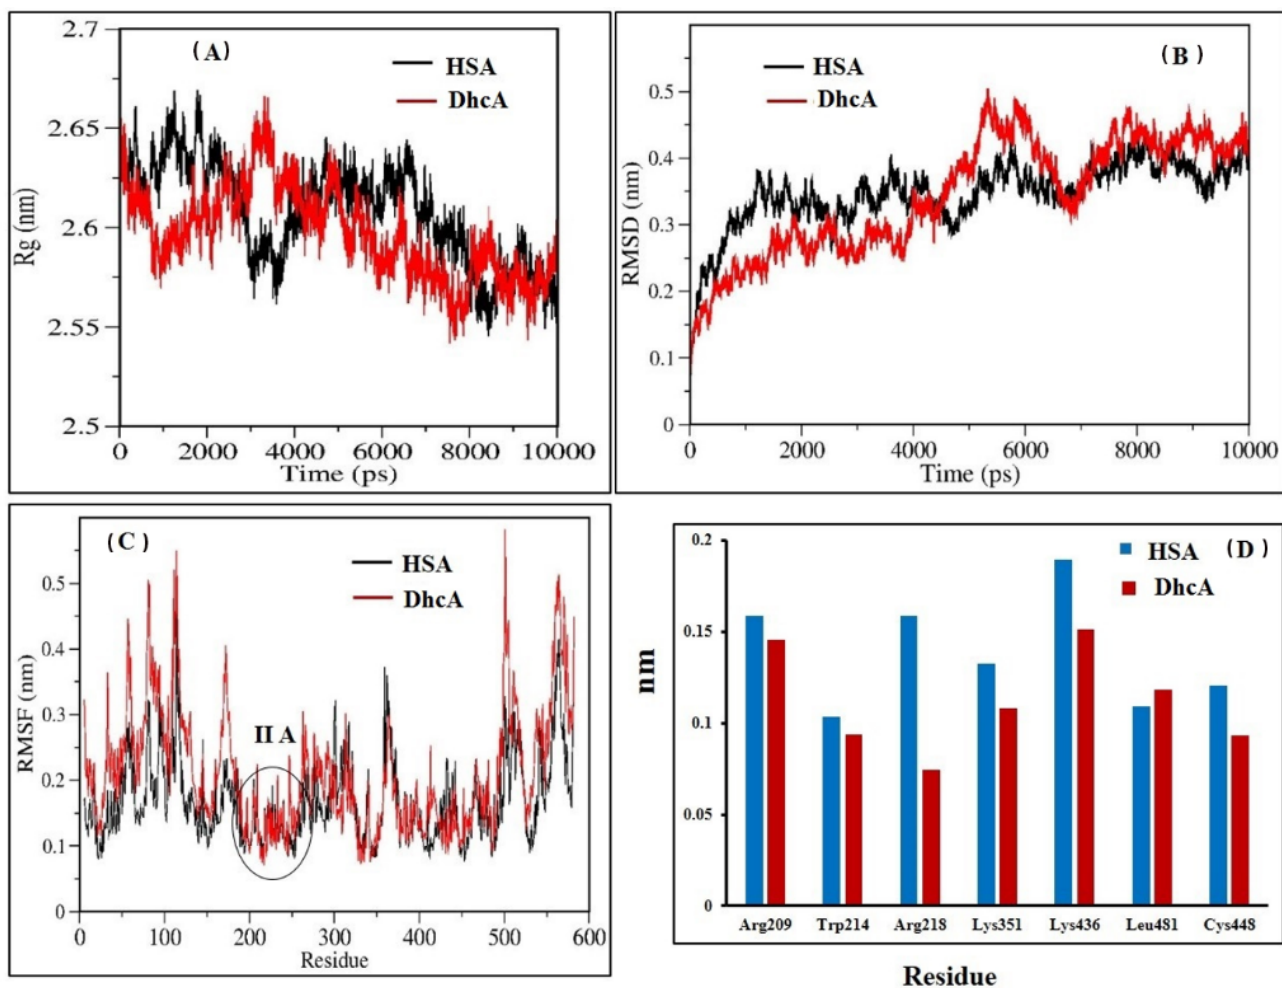 (A)
HSA
DhcA
2.7
2.65
2.6
2.55
2.5
Rg (nm)
0 2000 4000 6000 8000 10000
Time (ps)
(B)
HSA
DhcA
0.5
0.4
0.3
0.2
0.1
0
RMSD (nm)
0 2000 4000 6000 8000 10000
Time (ps)
(C)
HSA
DhcA
II A
0.5
0.4
0.3
0.2
0.1
0
RMSF (nm)
0 100 200 300 400 500 600
Residue
(D)
HSA
DhcA
0.2
0.15
0.1
0.05
0
nm
Arg209 Trp214 Arg218 Lys351 Lys436 Leu481 Cys448
Residue